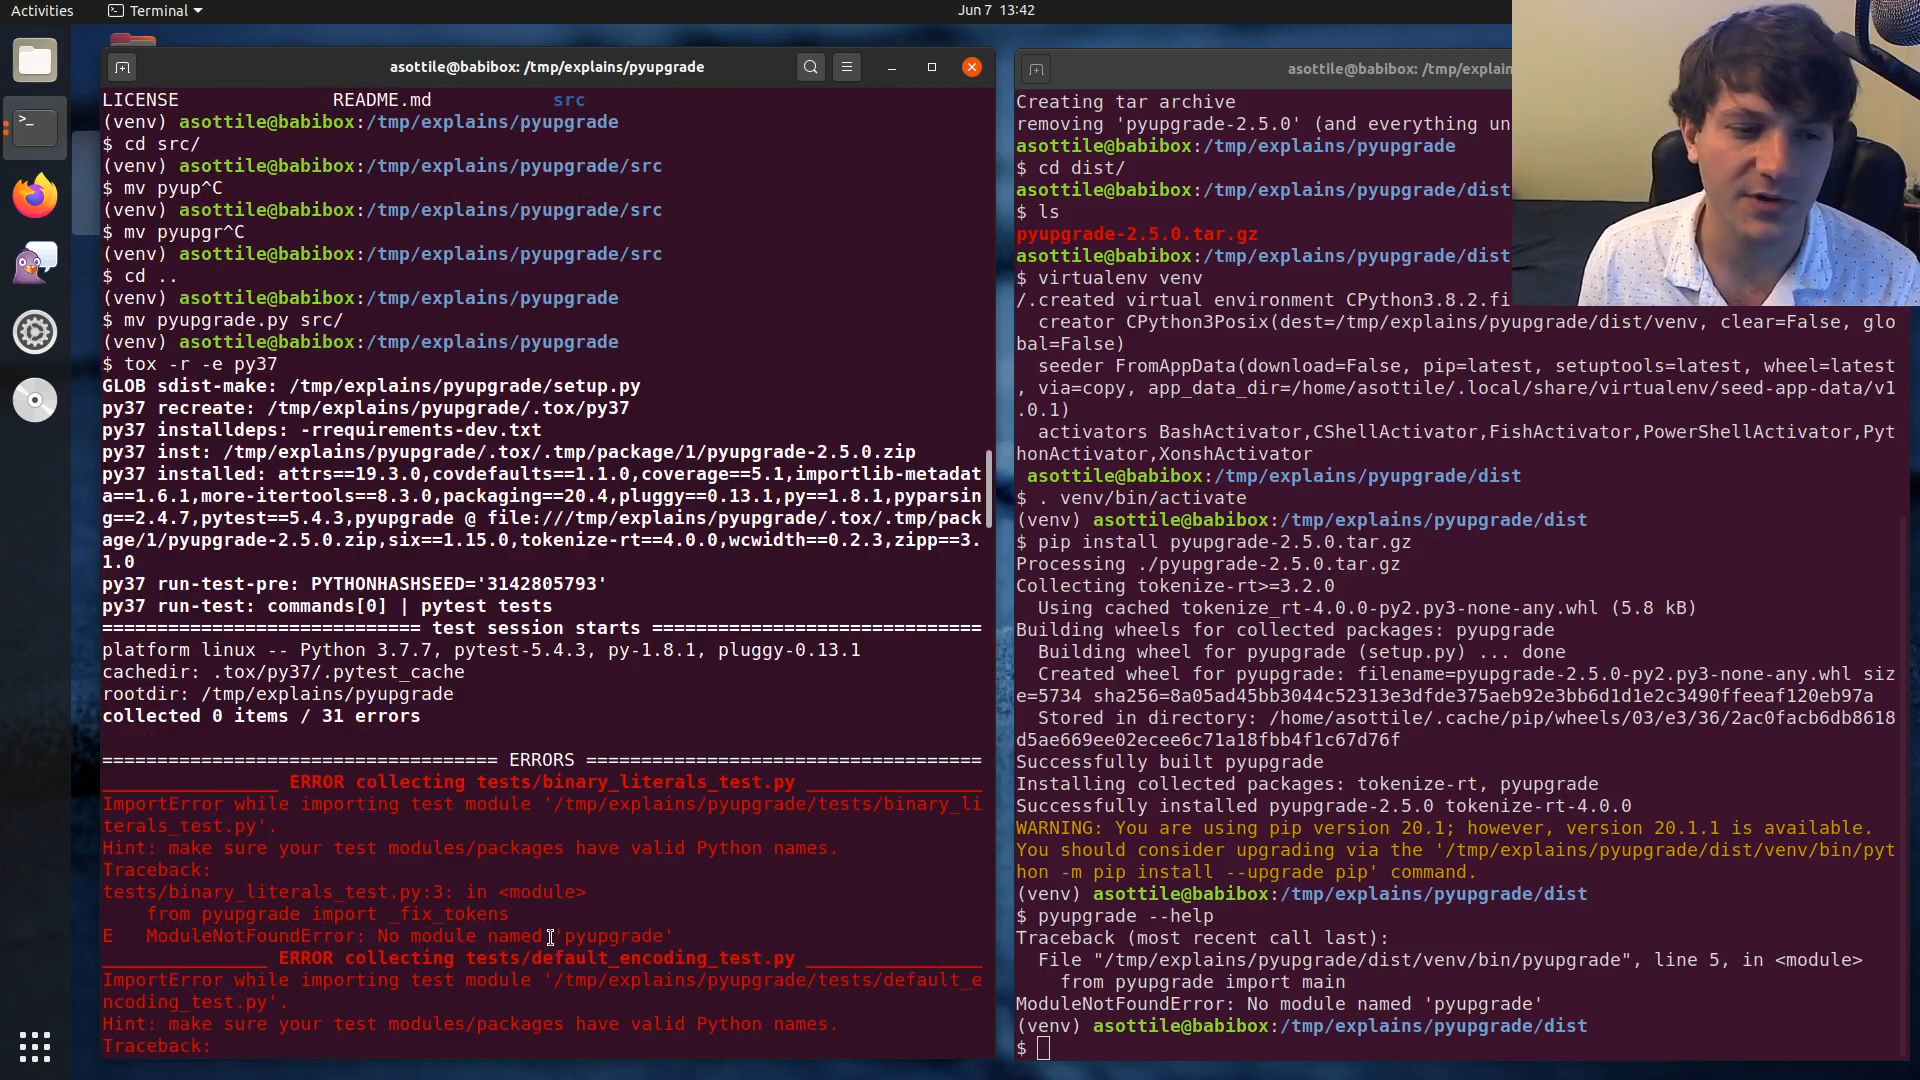 Activities
Terminal
Jun 7 13:42
asottile@babibox: /tmp/explains/pyupgrade
LICENSE README.md src
(venv) asottile@babibox:/tmp/explains/pyupgrade
$ cd src/
(venv) asottile@babibox:/tmp/explains/pyupgrade/src
$ mv pyup^C
(venv) asottile@babibox:/tmp/explains/pyupgrade/src
$ mv pyupgr^C
(venv) asottile@babibox:/tmp/explains/pyupgrade/src
$ cd ..
(venv) asottile@babibox:/tmp/explains/pyupgrade
$ mv pyupgrade.py src/
(venv) asottile@babibox:/tmp/explains/pyupgrade
$ tox -r -e py37
GLOB sdist-make: /tmp/explains/pyupgrade/setup.py
py37 recreate: /tmp/explains/pyupgrade/.tox/py37
py37 installdeps: -rrequirements-dev.txt
py37 inst: /tmp/explains/pyupgrade/.tox/.tmp/package/1/pyupgrade-2.5.0.zip
py37 installed: attrs==19.3.0,covdefaults==1.1.0,coverage==5.1,importlib-metadat
a==1.6.1,more-itertools==8.3.0,packaging==20.4,pluggy==0.13.1,py==1.8.1,pyparsin
g==2.4.7,pytest==5.4.3,pyupgrade @ file:///tmp/explains/pyupgrade/.tox/.tmp/pack
age/1/pyupgrade-2.5.0.zip,six==1.15.0,tokenize-rt==4.0.0,wcwidth==0.2.3,zipp==3.
1.0
py37 run-test-pre: PYTHONHASHSEED='3142805793'
py37 run-test: commands[0] | pytest tests
============================= test session starts ==============================
platform linux -- Python 3.7.7, pytest-5.4.3, py-1.8.1, pluggy-0.13.1
cachedir: .tox/py37/.pytest_cache
rootdir: /tmp/explains/pyupgrade
collected 0 items / 31 errors
==================================== ERRORS ====================================
________________ ERROR collecting tests/binary_literals_test.py ________________
ImportError while importing test module '/tmp/explains/pyupgrade/tests/binary_li
terals_test.py'.
Hint: make sure your test modules/packages have valid Python names.
Traceback:
tests/binary_literals_test.py:3: in <module>
from pyupgrade import _fix_tokens
E ModuleNotFoundError: No module named 'pyupgrade'
_______________ ERROR collecting tests/default_encoding_test.py ________________
ImportError while importing test module '/tmp/explains/pyupgrade/tests/default_e
ncoding_test.py'.
Hint: make sure your test modules/packages have valid Python names.
Traceback:
asottile@babibox: /tmp/explain
Creating tar archive
removing 'pyupgrade-2.5.0' (and everything un
asottile@babibox:/tmp/explains/pyupgrade
$ cd dist/
asottile@babibox:/tmp/explains/pyupgrade/dist
$ ls
pyupgrade-2.5.0.tar.gz
asottile@babibox:/tmp/explains/pyupgrade/dist
$ virtualenv venv
/.created virtual environment CPython3.8.2.fi
creator CPython3Posix(dest=/tmp/explains/pyupgrade/dist/venv, clear=False, glo
bal=False)
seeder FromAppData(download=False, pip=latest, setuptools=latest, wheel=latest
, via=copy, app_data_dir=/home/asottile/.local/share/virtualenv/seed-app-data/v1
.0.1)
activators BashActivator,CShellActivator,FishActivator,PowerShellActivator,Pyt
honActivator,XonshActivator
asottile@babibox:/tmp/explains/pyupgrade/dist
$ . venv/bin/activate
(venv) asottile@babibox:/tmp/explains/pyupgrade/dist
$ pip install pyupgrade-2.5.0.tar.gz
Processing ./pyupgrade-2.5.0.tar.gz
Collecting tokenize-rt>=3.2.0
Using cached tokenize_rt-4.0.0-py2.py3-none-any.whl (5.8 kB)
Building wheels for collected packages: pyupgrade
Building wheel for pyupgrade (setup.py) ... done
Created wheel for pyupgrade: filename=pyupgrade-2.5.0-py2.py3-none-any.whl siz
e=5734 sha256=8a05ad45bb3044c52313e3dfde375aeb92e3bb6d1d1e2c3490ffeeaf120eb97a
Stored in directory: /home/asottile/.cache/pip/wheels/03/e3/36/2ac0facb6db8618
d5ae669ee02ecee6c71a18fbb4f1c67d76f
Successfully built pyupgrade
Installing collected packages: tokenize-rt, pyupgrade
Successfully installed pyupgrade-2.5.0 tokenize-rt-4.0.0
WARNING: You are using pip version 20.1; however, version 20.1.1 is available.
You should consider upgrading via the '/tmp/explains/pyupgrade/dist/venv/bin/pyt
hon -m pip install --upgrade pip' command.
(venv) asottile@babibox:/tmp/explains/pyupgrade/dist
$ pyupgrade --help
Traceback (most recent call last):
File "/tmp/explains/pyupgrade/dist/venv/bin/pyupgrade", line 5, in <module>
from pyupgrade import main
ModuleNotFoundError: No module named 'pyupgrade'
(venv) asottile@babibox:/tmp/explains/pyupgrade/dist
$